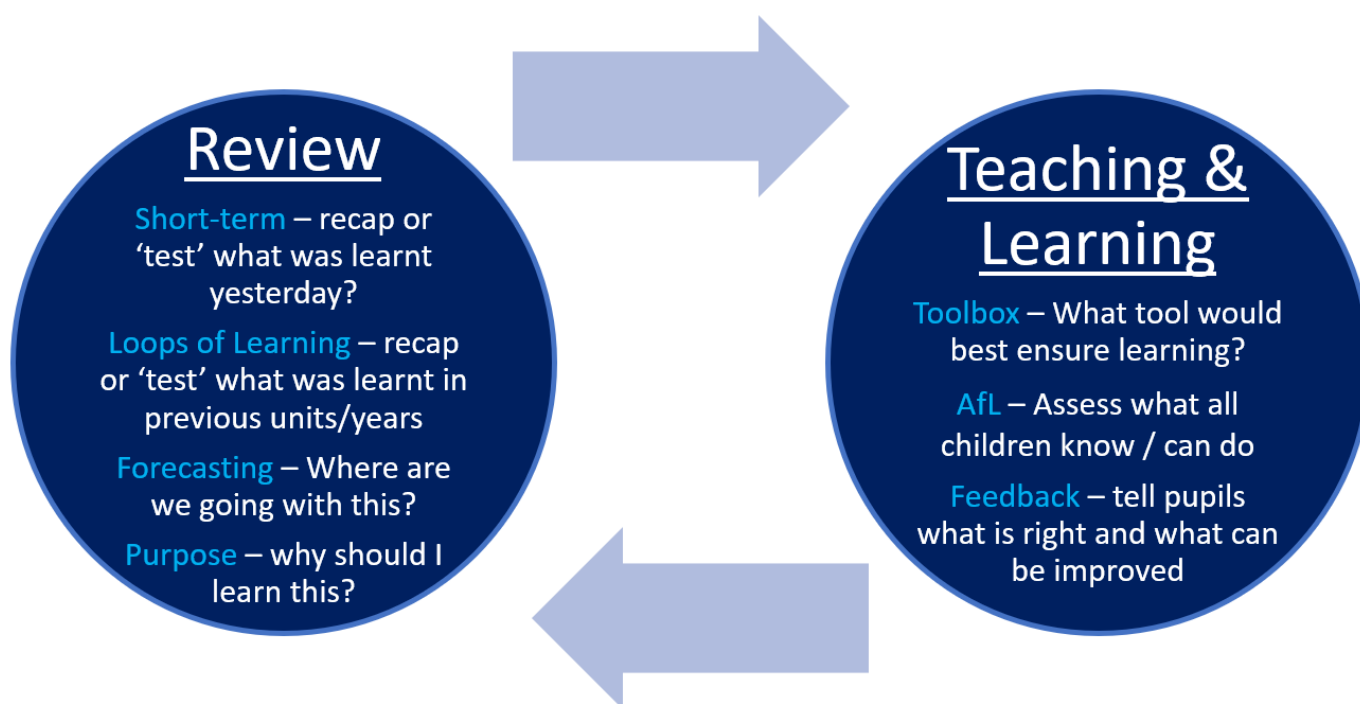 Review
Short-term – recap or
‘test’ what was learnt
yesterday?
Loops of Learning – recap
or ‘test’ what was learnt in
previous units/years
Forecasting – Where are
we going with this?
Purpose – why should I
learn this?
Teaching &
Learning
Toolbox – What tool would
best ensure learning?
AfL – Assess what all
children know / can do
Feedback – tell pupils
what is right and what can
be improved